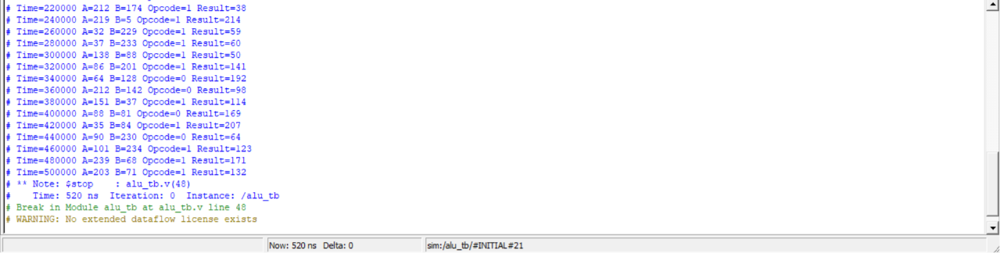 # Time=220000 A=212 B=174 Opcode=1 Result=38
# Time=240000 A=219 B=5 Opcode=1 Result=214
# Time=260000 A=32 B=229 Opcode=1 Result=59
# Time=280000 A=37 B=233 Opcode=1 Result=60
# Time=300000 A=138 B=88 Opcode=1 Result=50
# Time=320000 A=86 B=201 Opcode=1 Result=141
# Time=340000 A=64 B=128 Opcode=0 Result=192
# Time=360000 A=212 B=142 Opcode=0 Result=98
# Time=380000 A=151 B=37 Opcode=1 Result=114
# Time=400000 A=88 B=81 Opcode=0 Result=169
# Time=420000 A=35 B=84 Opcode=1 Result=207
# Time=440000 A=90 B=230 Opcode=0 Result=64
# Time=460000 A=101 B=234 Opcode=1 Result=123
# Time=480000 A=239 B=68 Opcode=1 Result=171
# Time=500000 A=203 B=71 Opcode=1 Result=132
# ** Note: $stop    : alu_tb.v(48)
#    Time: 520 ns  Iteration: 0  Instance: /alu_tb
# Break in Module alu_tb at alu_tb.v line 48
# WARNING: No extended dataflow license exists
Now: 520 ns  Delta: 0
sim:/alu_tb/#INITIAL#21